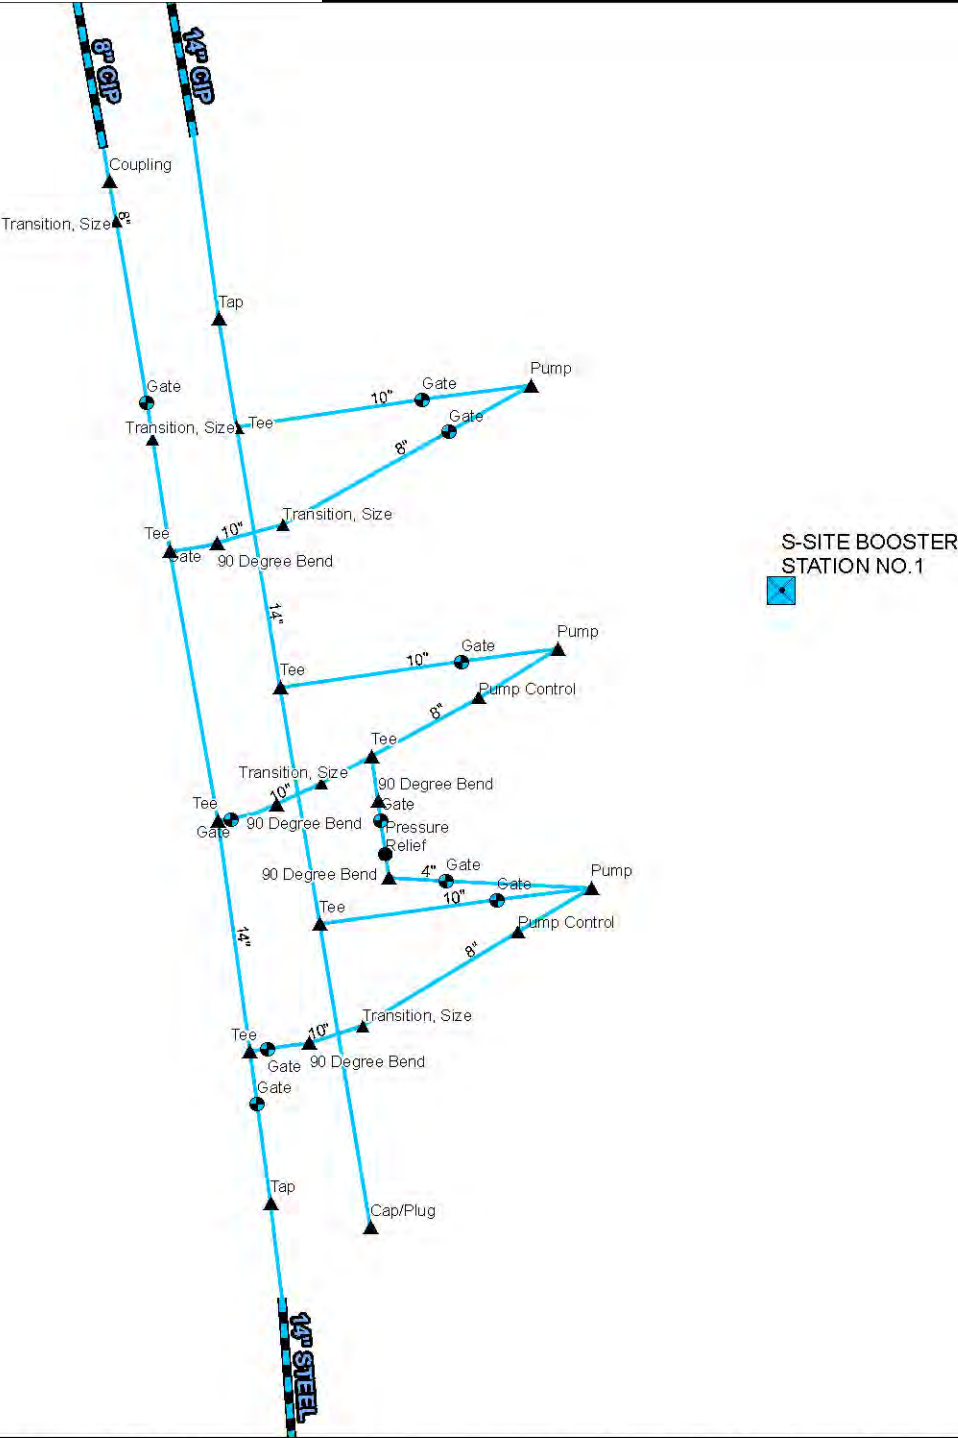 8" CIP
14" CIP
Coupling
8"
Transition, Size
Tap
Pump
Gate
10"
Gate
Gate
Transition, Size
Tee
8"
Transition, Size
10"
Tee
Gate
90 Degree Bend
S-SITE BOOSTER
STATION NO.1
14"
Pump
Gate
10"
Tee
Pump Control
8"
Tee
Transition, Size
90 Degree Bend
10"
Tee
Gate
90 Degree Bend
Gate
Pressure
Relief
90 Degree Bend
4"
Gate
Pump
Gate
10"
Tee
Pump Control
14"
8"
Transition, Size
10"
Tee
Gate
90 Degree Bend
Gate
Tap
Cap/Plug
14" STEEL